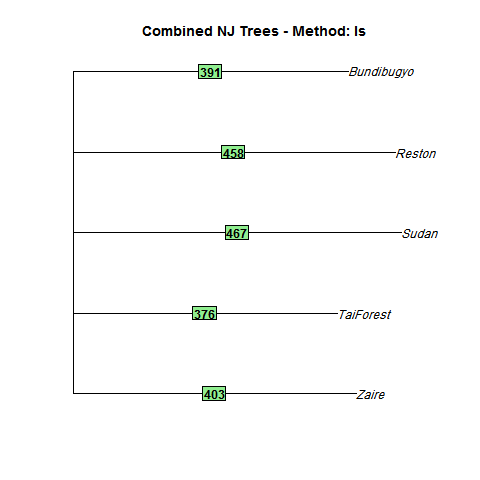 Combined NJ Trees - Method: ls
391 Bundibugyo
458 Reston
467 Sudan
376 TaiForest
403 Zaire